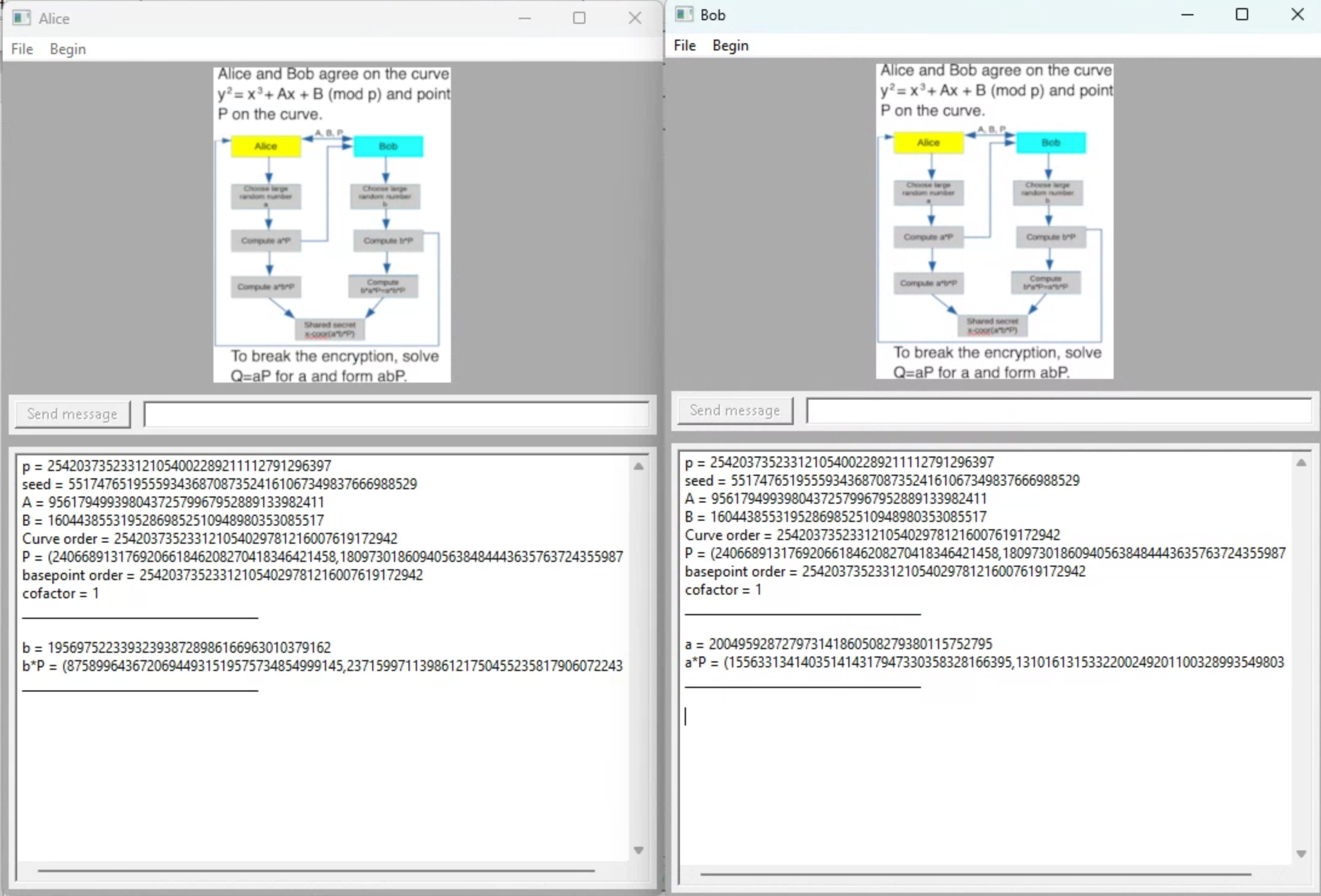 Alice
File Begin
Alice and Bob agree on the curve
y²= x³+ Ax + B (mod p) and point
P on the curve.
A, B, P
Alice Bob
Choose large
random number
a
Choose large
random number
b
Compute a*P Compute b*P
Compute a*b*P
Compute
b*a*P=a*b*P
Shared secret
x-coor(a*b*P)
To break the encryption, solve
Q=aP for a and form abP.
Send message
p = 25420373523312105400228921111279129​6397
seed = 5517476519555934368708735241610673498376669​88529
A = 95617949939804372579967952889133982411
B = 160443855319528698525109489803530855​17
Curve order = 254203735233121054029781216007619172942
P = (240668913176920661846208270418346421458,180973018609405638484443635763724355987
basepoint order = 254203735233121054029781216007619172942
cofactor = 1
b = 195697522339323938728986166963010379162
b*P = (87589964367206944931519575734854999145,237159971139861217504552358179060722​43
Bob
File Begin
Alice and Bob agree on the curve
y²= x³+ Ax + B (mod p) and point
P on the curve.
A, B, P
Alice Bob
Choose large
random number
a
Choose large
random number
b
Compute a*P Compute b*P
Compute a*b*P
Compute
b*a*P=a*b*P
Shared secret
x-coor(a*b*P)
To break the encryption, solve
Q=aP for a and form abP.
Send message
p = 254203735233121054002289211112791296397
seed = 551747651955593436870873524161067349837666988529
A = 95617949939804372579967952889133982411
B = 16044385531952869852510948980353085517
Curve order = 254203735233121054029781216007619172942
P = (240668913176920661846208270418346421458,180973018609405638484443635763724355987
basepoint order = 254203735233121054029781216007619172942
cofactor = 1
a = 200495928727973141860508279380115752795
a*P = (155633134140351414317947330358328166395,131016131533220024920110032899354980​3